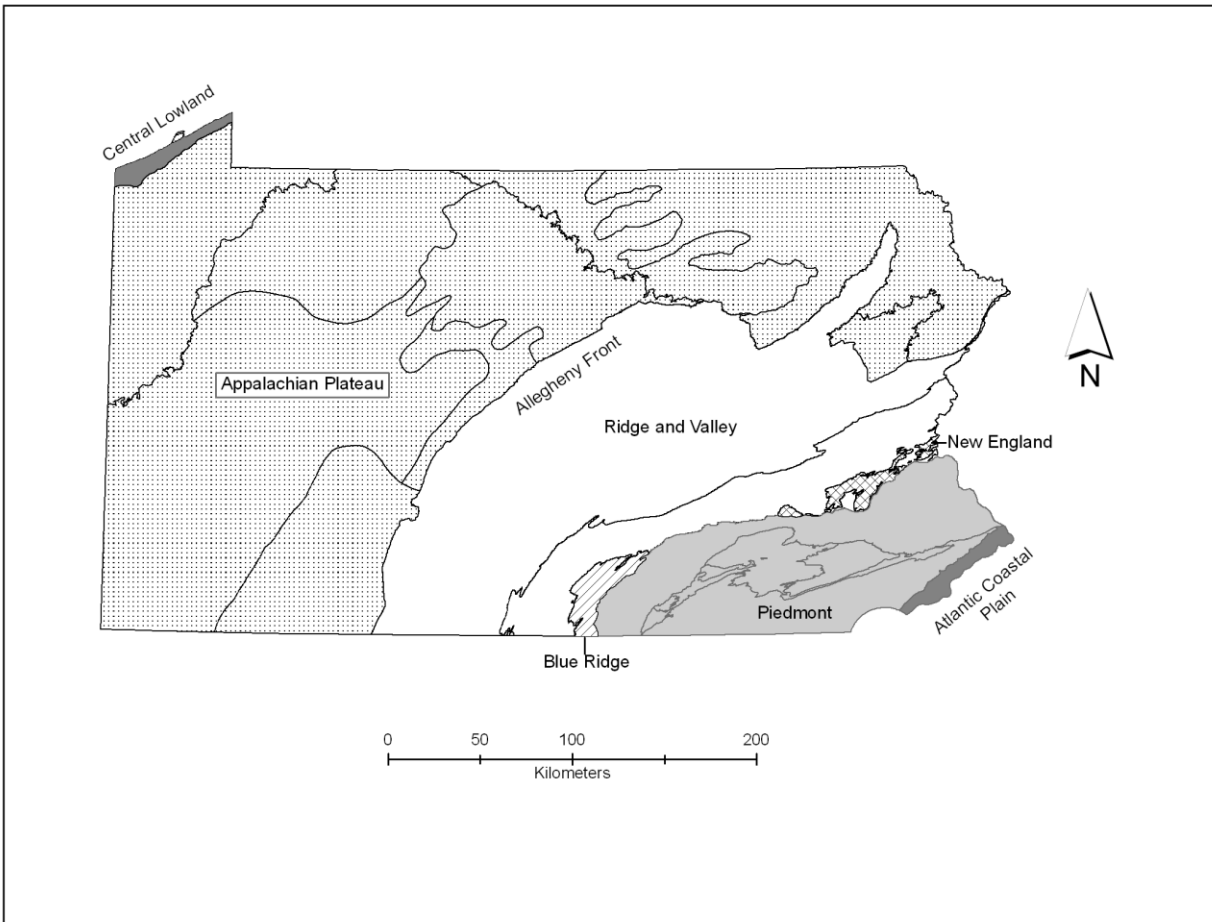 Central Lowland
Appalachian Plateau
Allegheny Front
Ridge and Valley
N
New England
Piedmont
Atlantic Coastal
Plain
Blue Ridge
0 50 100 200
Kilometers